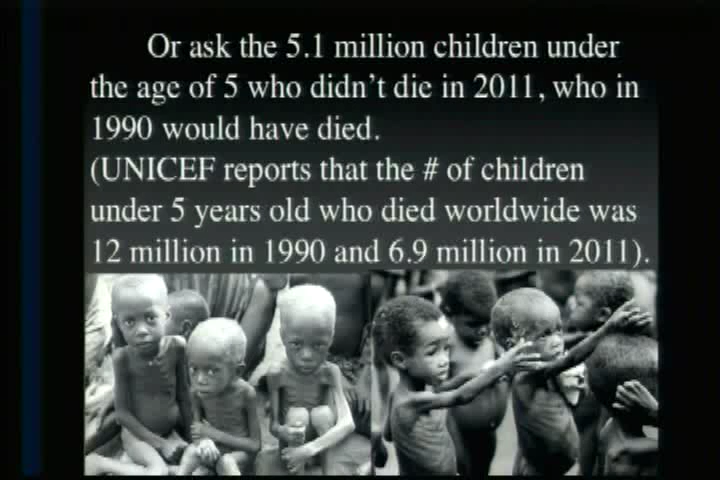 Or ask the 5.1 million children under
the age of 5 who didn't die in 2011, who in
1990 would have died.
(UNICEF reports that the # of children
under 5 years old who died worldwide was
12 million in 1990 and 6.9 million in 2011).